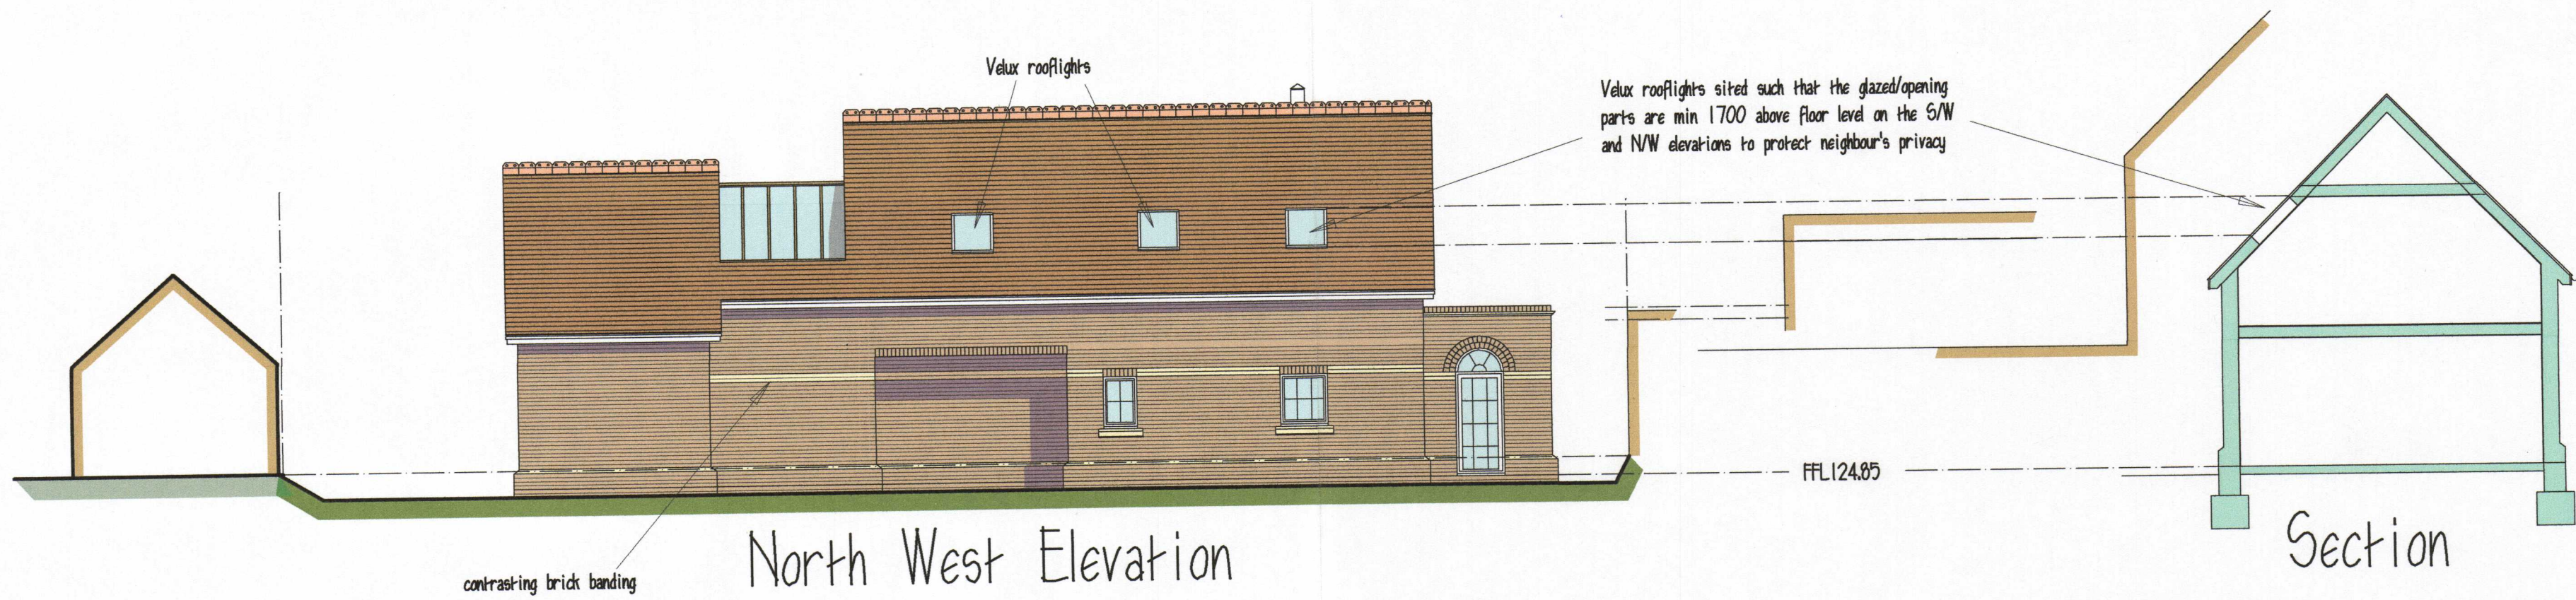 Velux rooflights
Velux rooflights sited such that the glazed/opening
parts are min 1700 above floor level on the S/W
and N/W elevations to protect neighbour's privacy
FFL124.85
contrasting brick banding
North West Elevation
Section